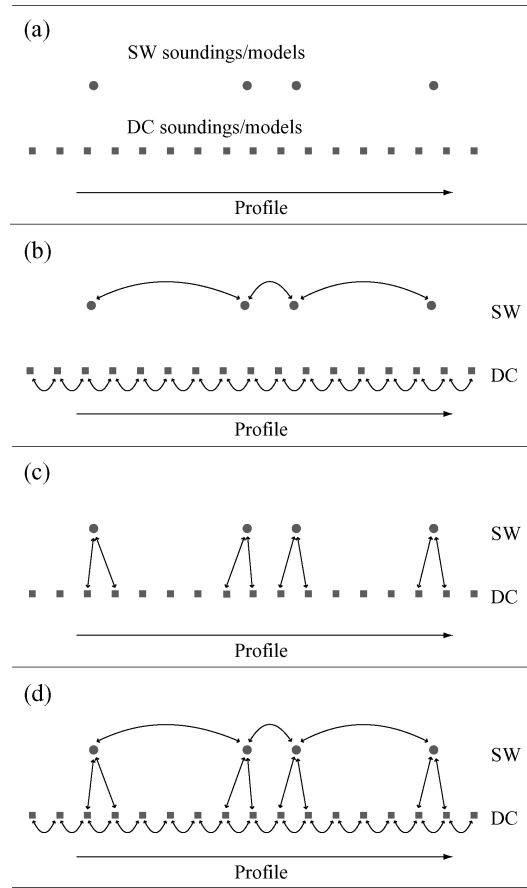 (a)
SW soundings/models
DC soundings/models
Profile
(b)
SW
DC
Profile
(c)
SW
DC
Profile
(d)
SW
DC
Profile